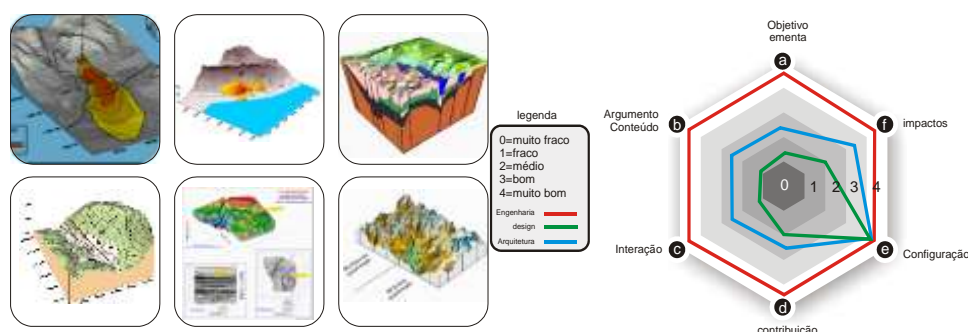 legenda
0=muito fraco
1=fraco
2=médio
3=bom
4=muito bom
Engenharia
design
Arquitetura
Objetivo
ementa
a
Argumento
Conteúdo
b
f
impactos
0 1 2 3 4
Interação
c
e
Configuração
d
contribuição